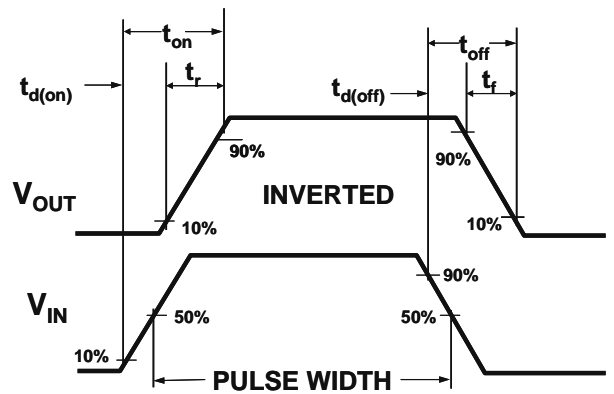 t_on
t_off
t_d(on)
t_r
t_d(off)
t_f
90%
90%
V_OUT
INVERTED
10%
10%
90%
V_IN
50%
50%
10%
PULSE WIDTH